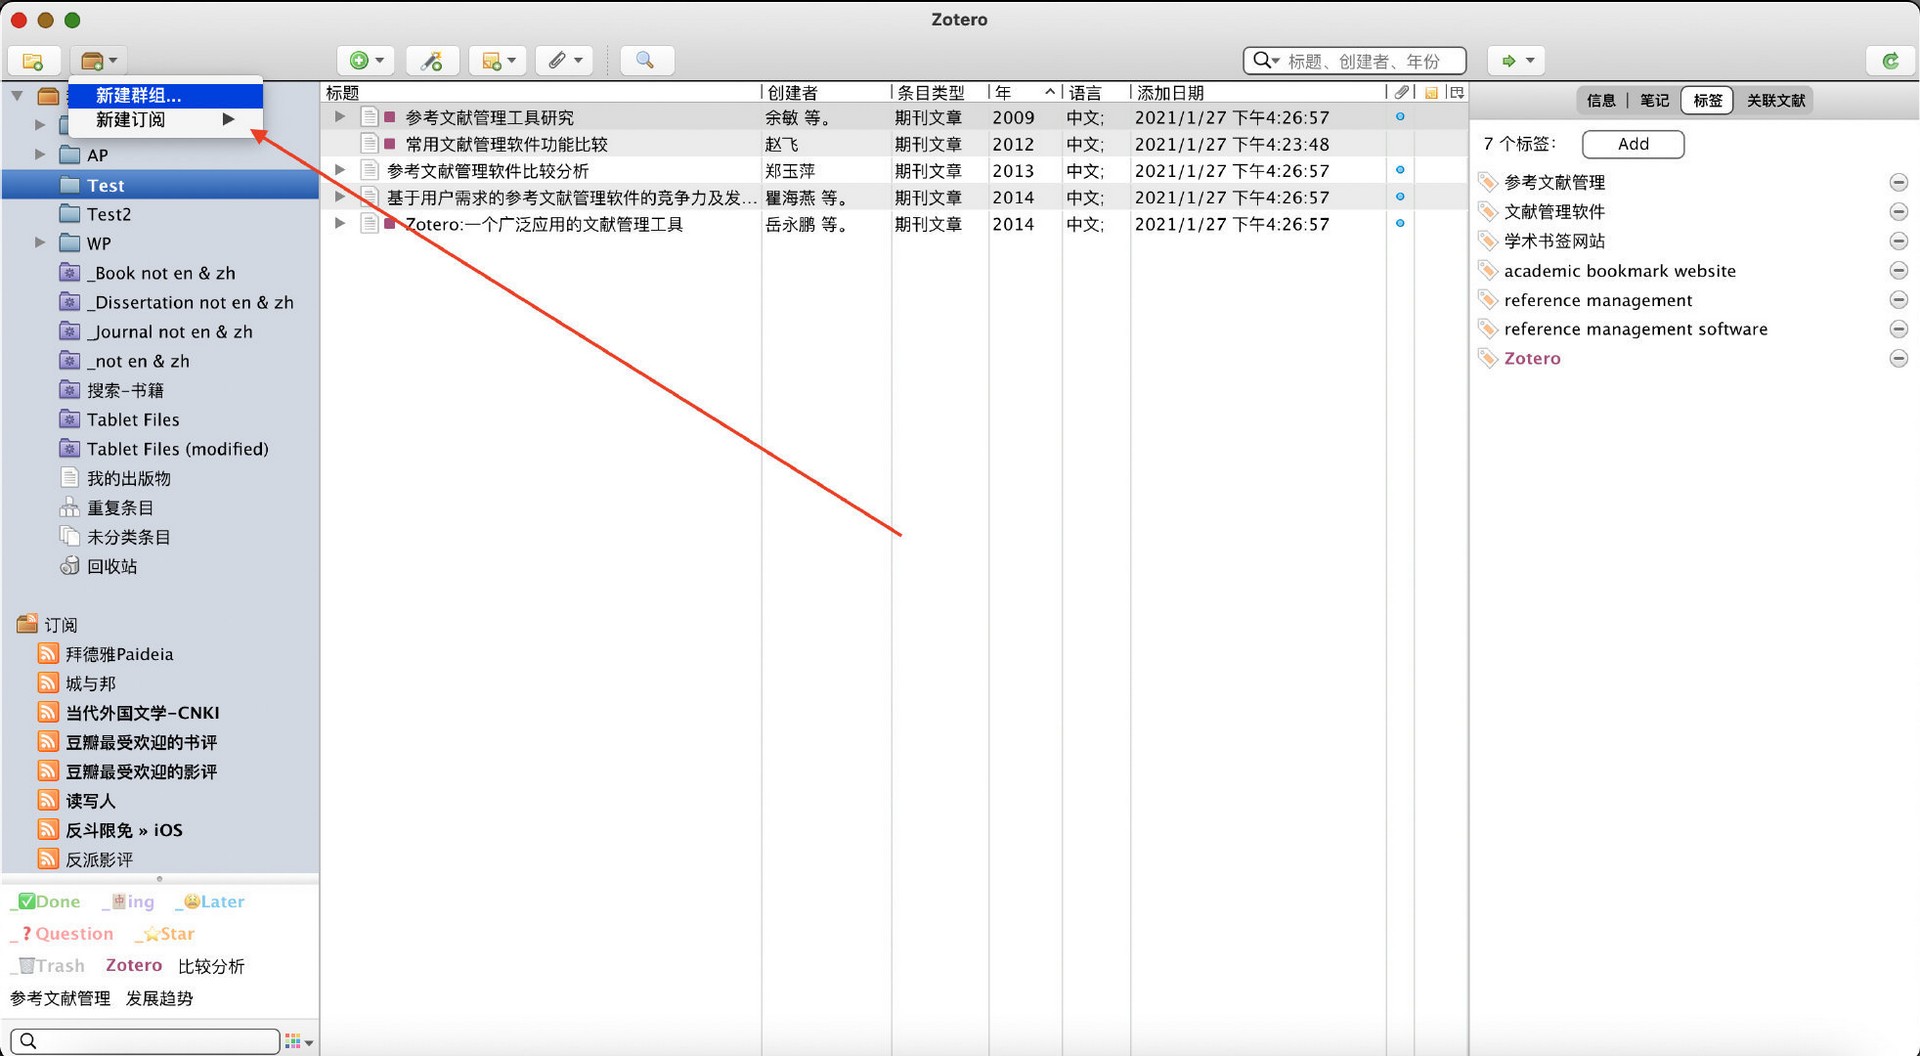 Zotero
标题、创建者、年份
新建群组...
新建订阅
AP
Test
Test2
WP
_Book not en & zh
_Dissertation not en & zh
_Journal not en & zh
_not en & zh
搜索-书籍
Tablet Files
Tablet Files (modified)
我的出版物
重复条目
未分类条目
回收站
订阅
拜德雅Paideia
城与邦
当代外国文学-CNKI
豆瓣最受欢迎的书评
豆瓣最受欢迎的影评
读写人
反斗限免 » iOS
反派影评
_✅Done _🀄ing _😫Later
_❓Question _⭐Star
_🗑Trash Zotero 比较分析
参考文献管理 发展趋势
标题 创建者 条目类型 年 语言 添加日期
参考文献管理工具研究 余敏 等。 期刊文章 2009 中文; 2021/1/27 下午4:26:57
常用文献管理软件功能比较 赵飞 期刊文章 2012 中文; 2021/1/27 下午4:23:48
参考文献管理软件比较分析 郑玉萍 期刊文章 2013 中文; 2021/1/27 下午4:26:57
基于用户需求的参考文献管理软件的竞争力及发... 瞿海燕 等。 期刊文章 2014 中文; 2021/1/27 下午4:26:57
Zotero:一个广泛应用的文献管理工具 岳永鹏 等。 期刊文章 2014 中文; 2021/1/27 下午4:26:57
信息 笔记 标签 关联文献
7 个标签: Add
参考文献管理
文献管理软件
学术书签网站
academic bookmark website
reference management
reference management software
Zotero